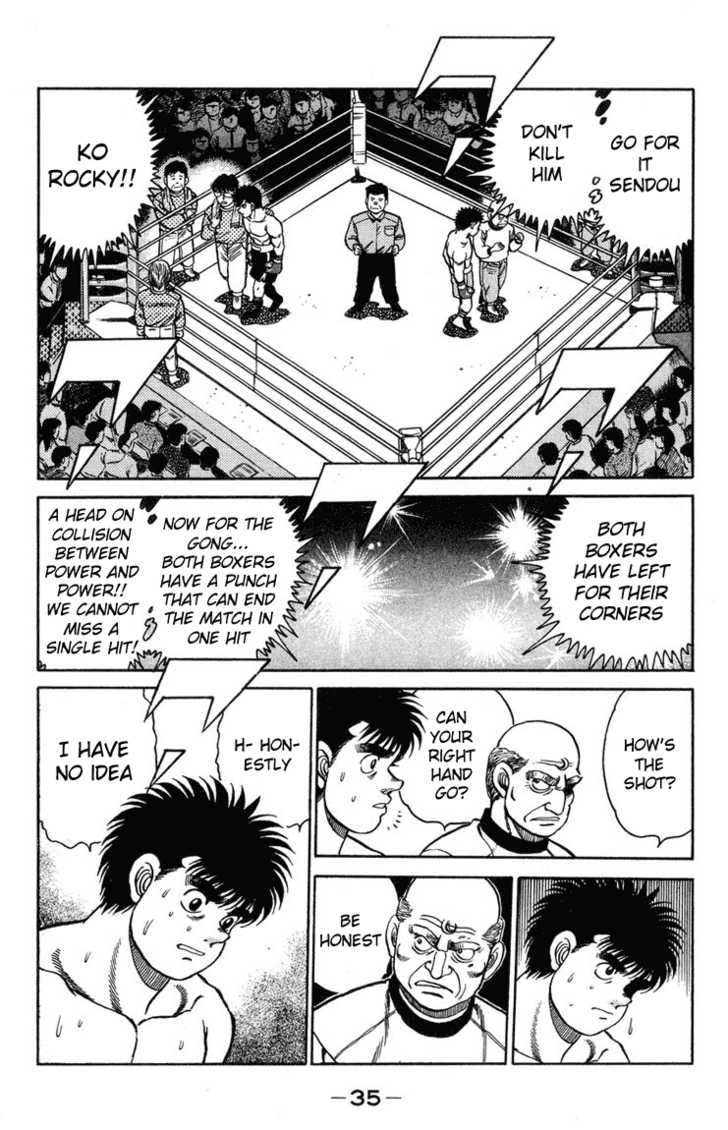 GO FOR
IT
SENDOU
DON'T
KILL
HIM
KO
ROCKY!!
BOTH
BOXERS
HAVE LEFT
FOR THEIR
CORNERS
NOW FOR THE
GONG...
BOTH BOXERS
HAVE A PUNCH
THAT CAN END
THE MATCH IN
ONE HIT
A HEAD ON
COLLISION
BETWEEN
POWER AND
POWER!!
WE CANNOT
MISS A
SINGLE HIT!
HOW'S
THE
SHOT?
CAN
YOUR
RIGHT
HAND
GO?
H- HON-
ESTLY
I HAVE
NO IDEA
BE
HONEST
-35-